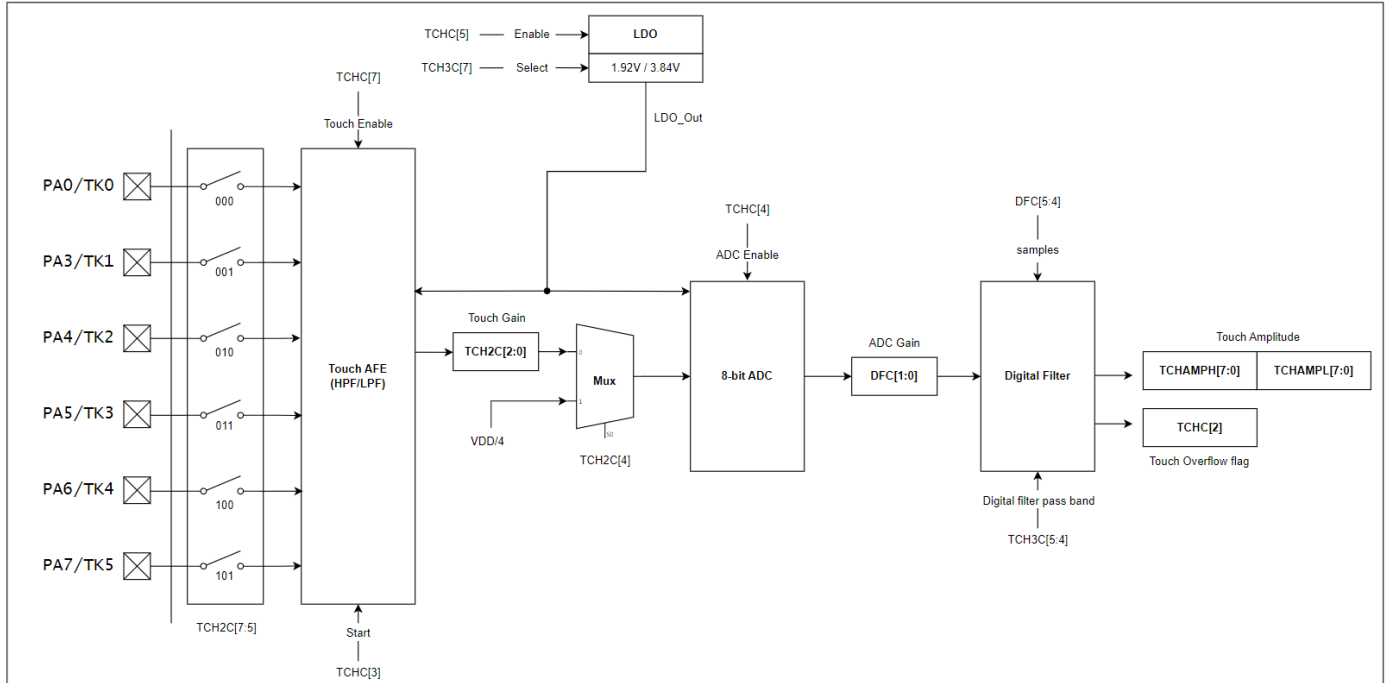 TCHC[5]
Enable
LDO
TCH3C[7]
Select
1.92V / 3.84V
TCHC[7]
LDO_Out
Touch Enable
PA0/TK0
000
PA3/TK1
001
PA4/TK2
010
PA5/TK3
011
PA6/TK4
100
PA7/TK5
101
TCH2C[7:5]
Touch AFE
(HPF/LPF)
Start
TCHC[3]
Touch Gain
TCH2C[2:0]
0
Mux
1
S0
VDD/4
TCH2C[4]
TCHC[4]
ADC Enable
8-bit ADC
ADC Gain
DFC[1:0]
DFC[5:4]
samples
Digital Filter
Digital filter pass band
TCH3C[5:4]
Touch Amplitude
TCHAMPH[7:0]
TCHAMPL[7:0]
TCHC[2]
Touch Overflow flag